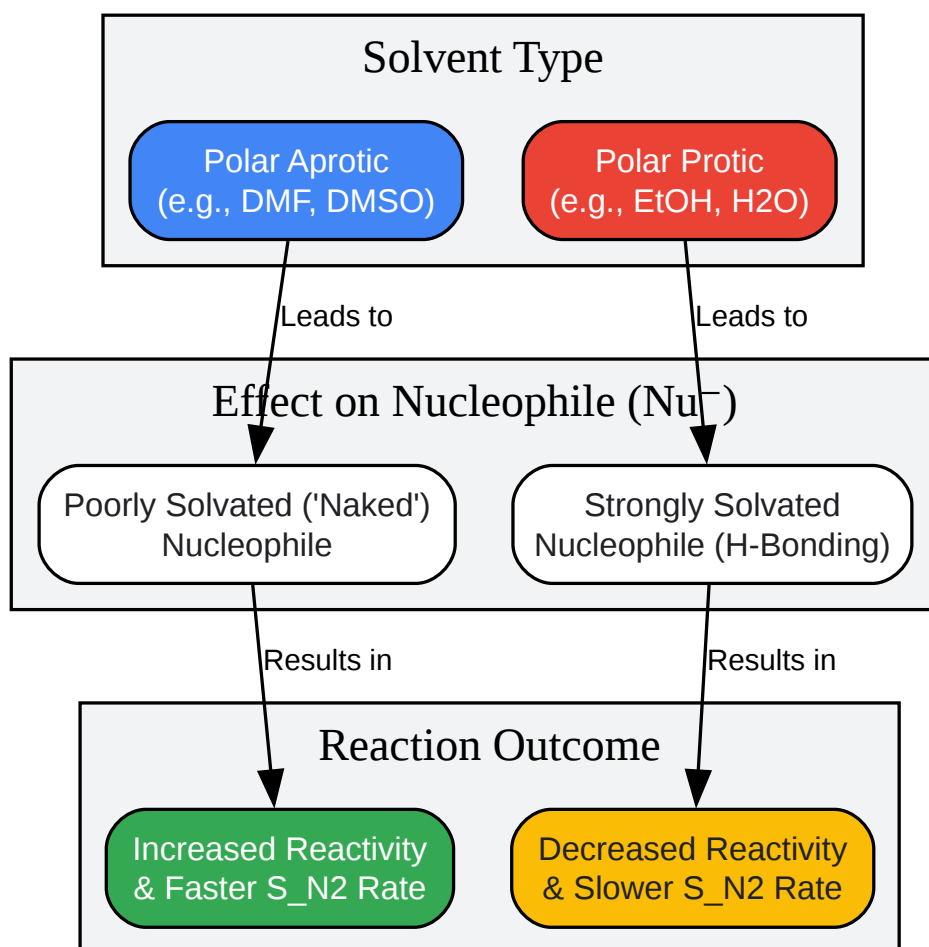 Solvent Type
Polar Aprotic
(e.g., DMF, DMSO)
Polar Protic
(e.g., EtOH, H2O)
Leads to
Leads to
Effect on Nucleophile (Nu⁻)
Poorly Solvated ('Naked')
Nucleophile
Strongly Solvated
Nucleophile (H-Bonding)
Results in
Results in
Reaction Outcome
Increased Reactivity
& Faster S_N2 Rate
Decreased Reactivity
& Slower S_N2 Rate